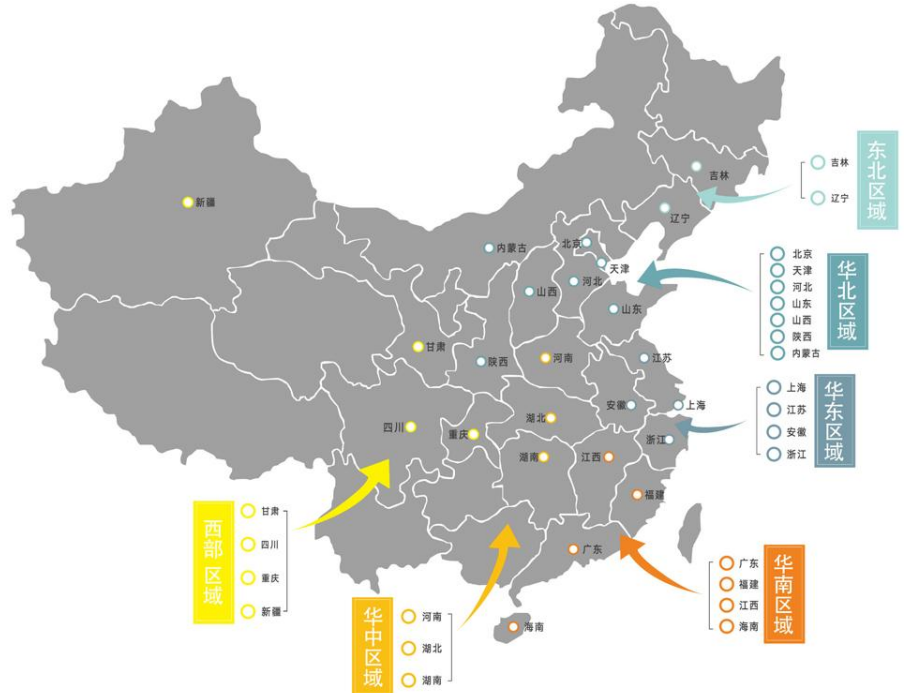 吉林
辽宁
新疆
内蒙古
北京
天津
河北
山西
山东
甘肃
陕西
河南
江苏
安徽
上海
湖北
四川
重庆
浙江
湖南
江西
福建
广东
海南
东北区域
吉林
辽宁
华北区域
北京
天津
河北
山东
山西
陕西
内蒙古
华东区域
上海
江苏
安徽
浙江
西部区域
甘肃
四川
重庆
新疆
华中区域
河南
湖北
湖南
华南区域
广东
福建
江西
海南